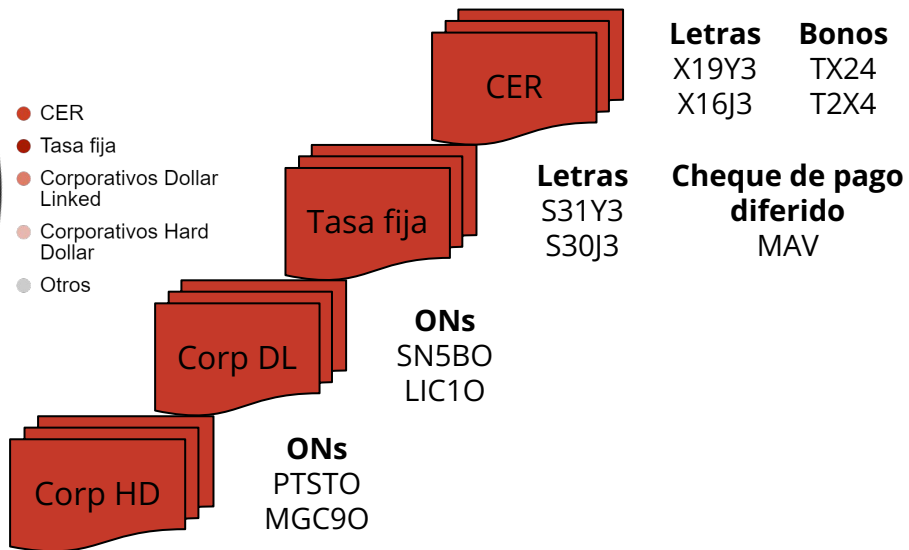 Letras
X19Y3
X16J3
Bonos
TX24
T2X4
CER
CER
Tasa fija
Corporativos Dollar
Linked
Corporativos Hard
Dollar
Otros
Tasa fija
Letras
S31Y3
S30J3
Cheque de pago
diferido
MAV
Corp DL
ONs
SN5BO
LIC1O
Corp HD
ONs
PTSTO
MGC9O